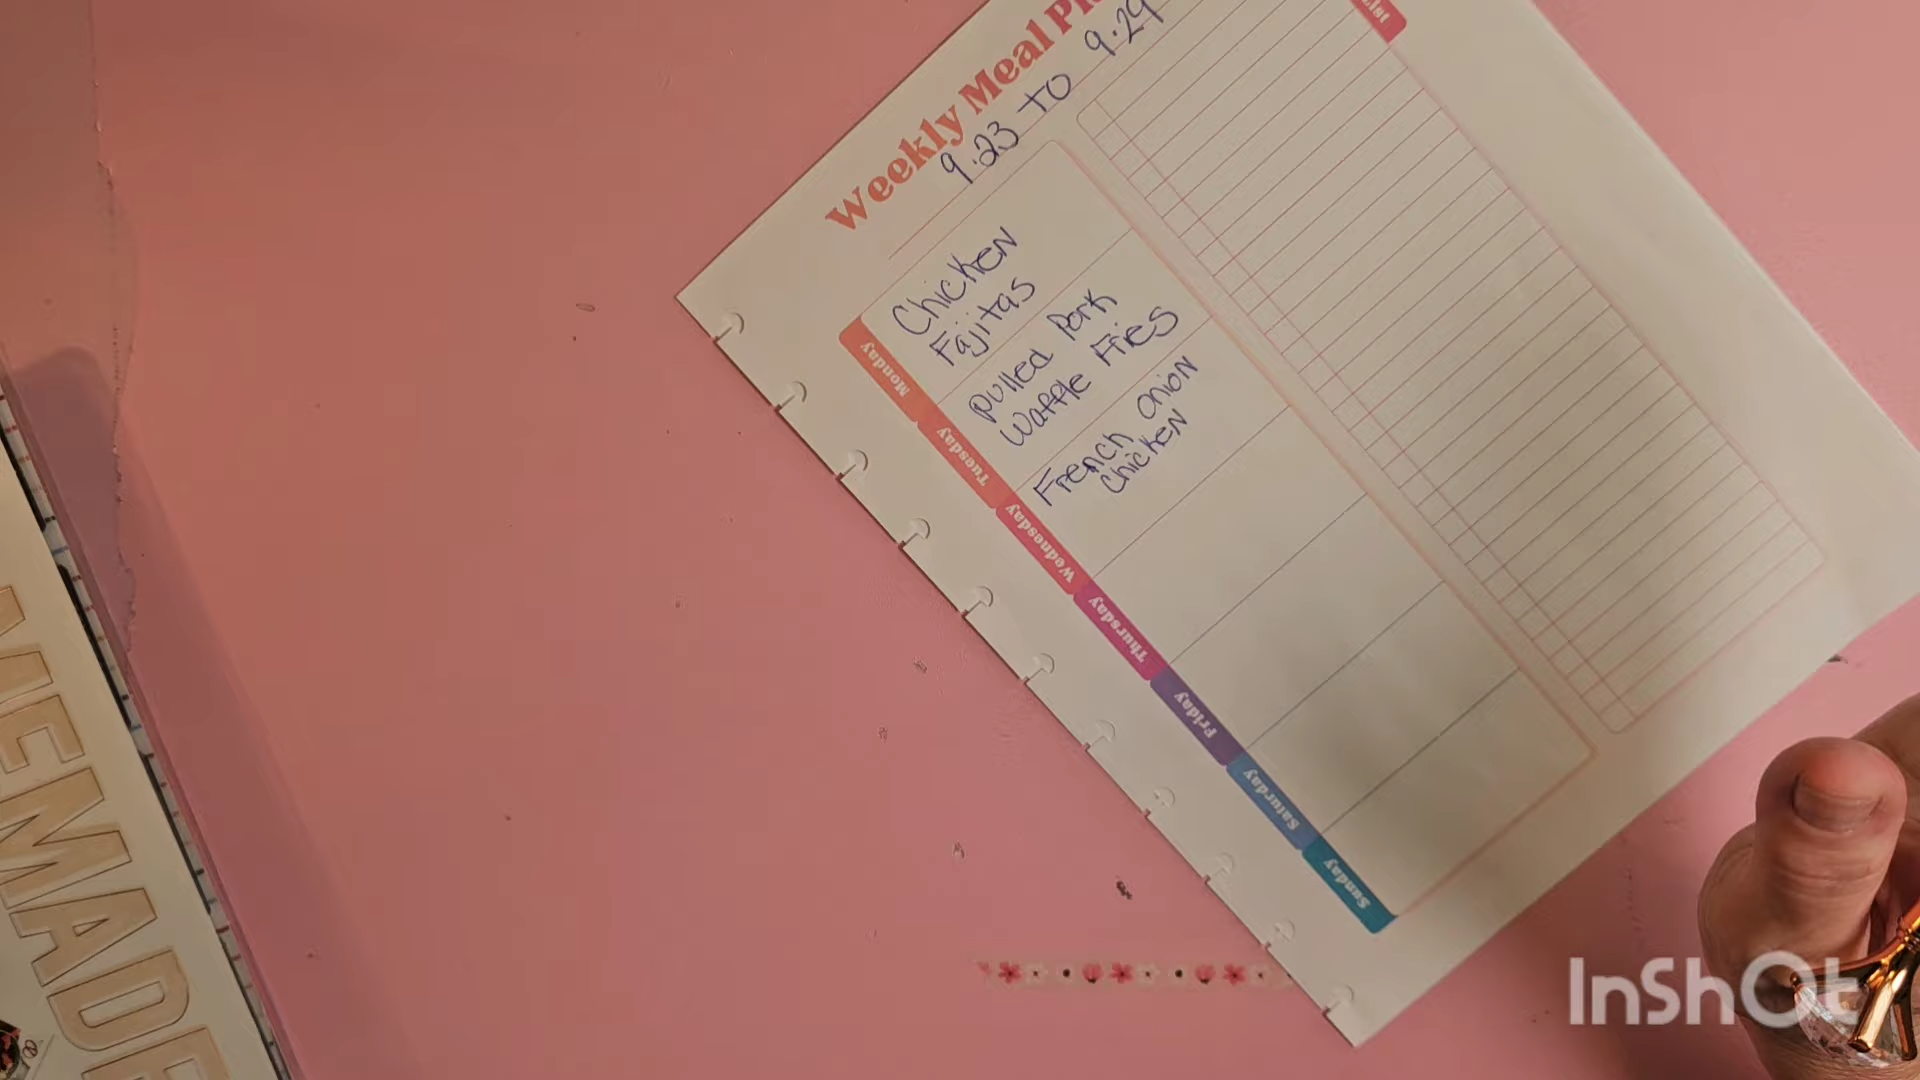 Weekly Meal
9.23 to 9.29
Monday
Chicken
Fajitas
Tuesday
pulled Pork
Waffle Fries
Wednesday
French onion
chicken
Thursday
Friday
Saturday
Sunday
List
InShOt